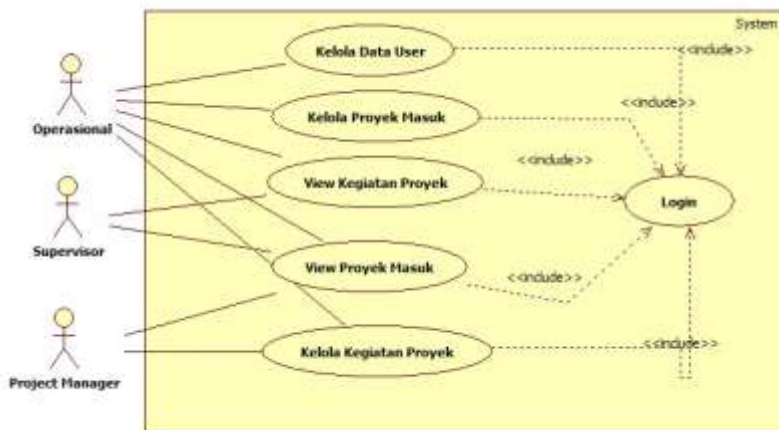 System
Kelola Data User
<<include>>
Operasional
Kelola Proyek Masuk
<<include>>
View Kegiatan Proyek
<<include>>
Login
Supervisor
View Proyek Masuk
<<include>>
Project Manager
Kelola Kegiatan Proyek
<<include>>